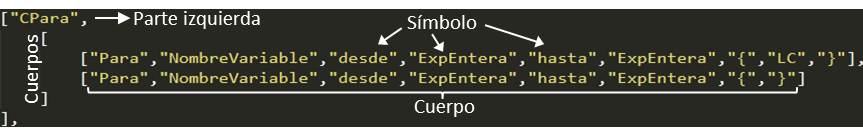 ["CPara", Parte izquierda
Símbolo
Cuerpos
[
["Para","NombreVariable","desde","ExpEntera","hasta","ExpEntera","{","LC","}"],
["Para","NombreVariable","desde","ExpEntera","hasta","ExpEntera","{","}"]
]
Cuerpo
],